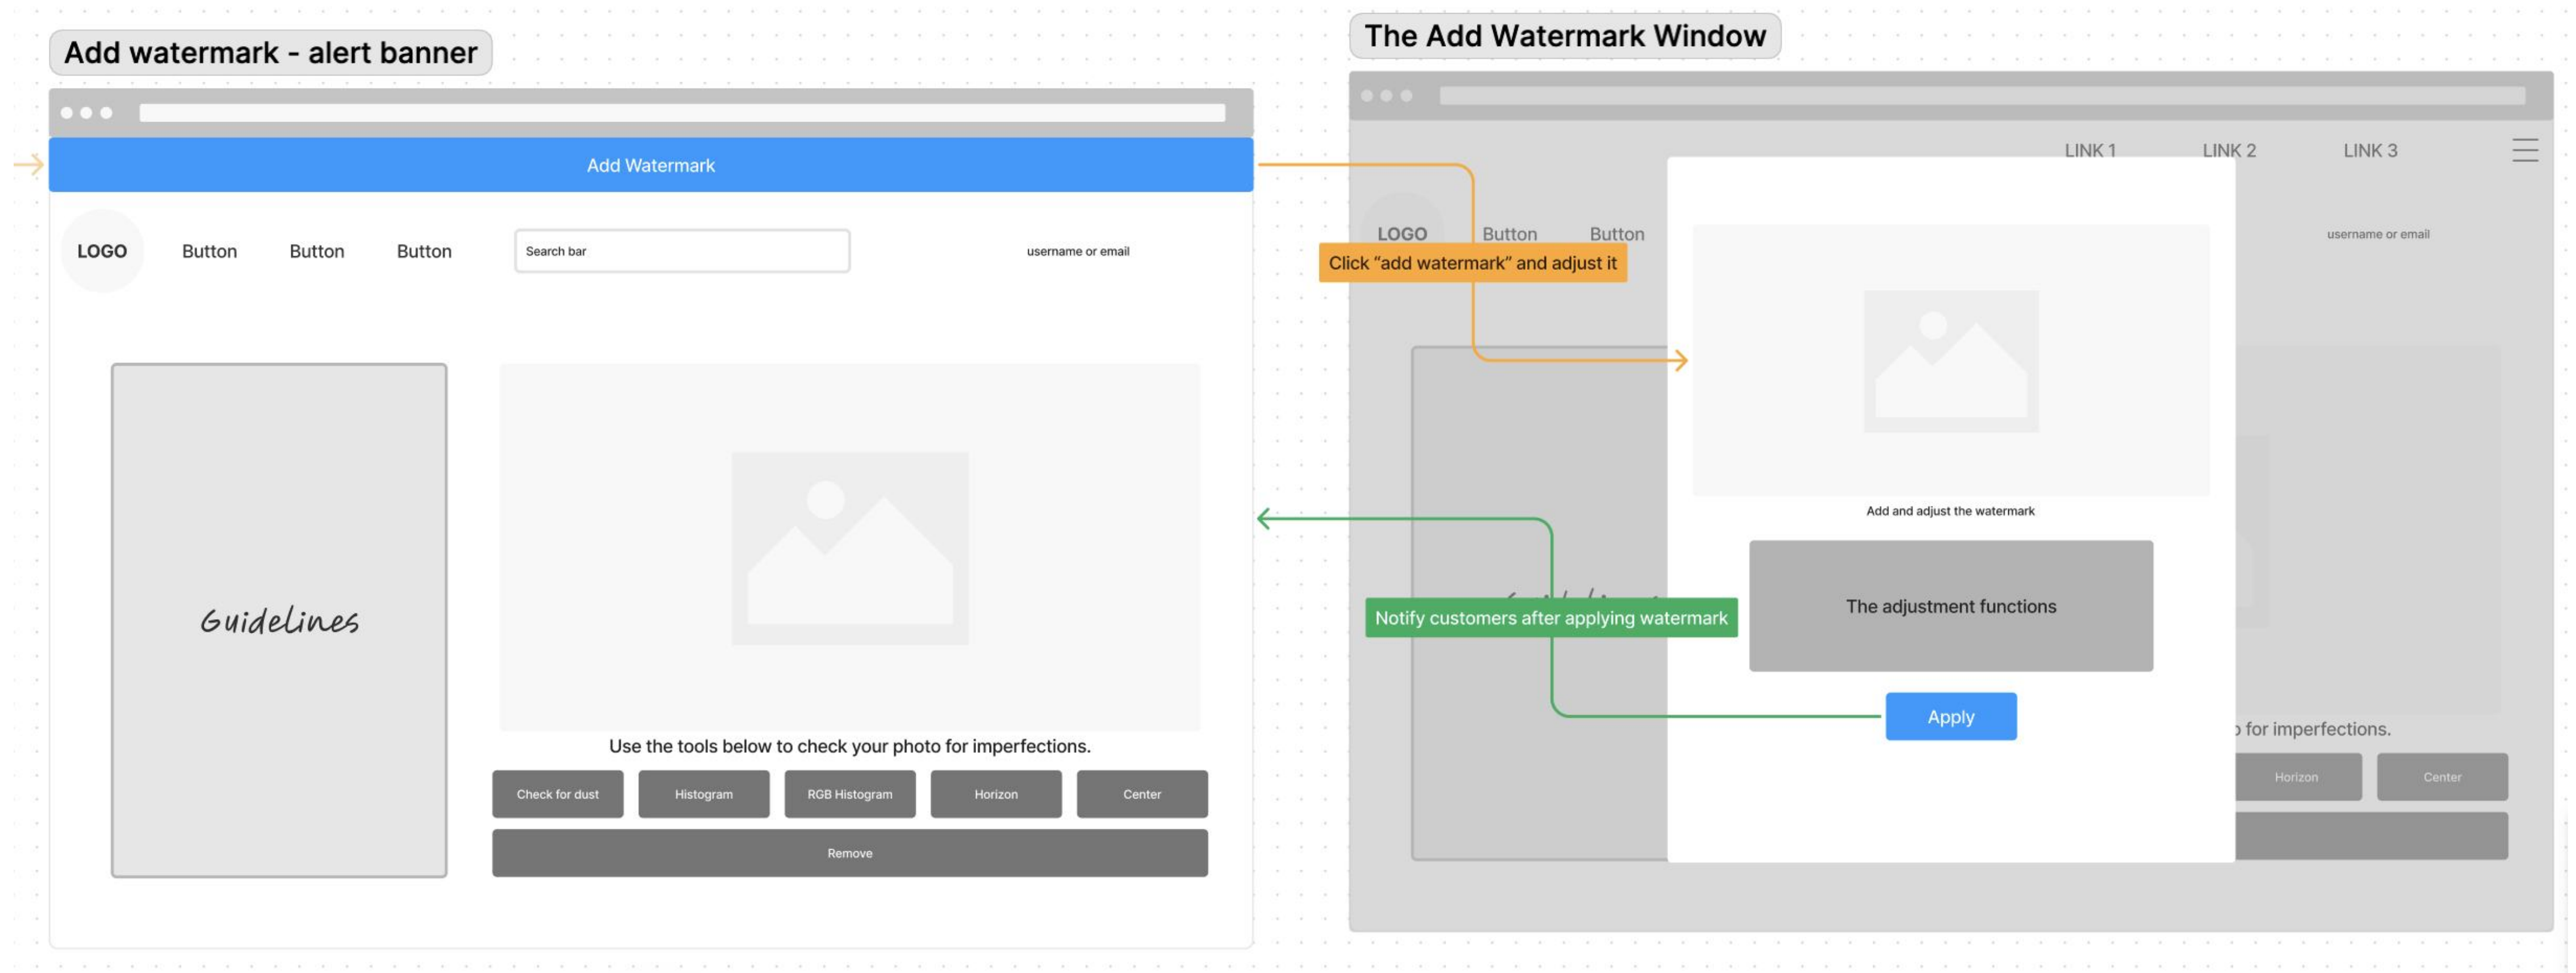 Add watermark - alert banner
Add Watermark
LOGO
Button
Button
Button
Search bar
username or email
Guidelines
Use the tools below to check your photo for imperfections.
Check for dust
Histogram
RGB Histogram
Horizon
Center
Remove
The Add Watermark Window
LINK 1
LINK 2
LINK 3
LOGO
Button
Button
username or email
Click “add watermark” and adjust it
Add and adjust the watermark
Notify customers after applying watermark
The adjustment functions
Apply
for imperfections.
Horizon
Center